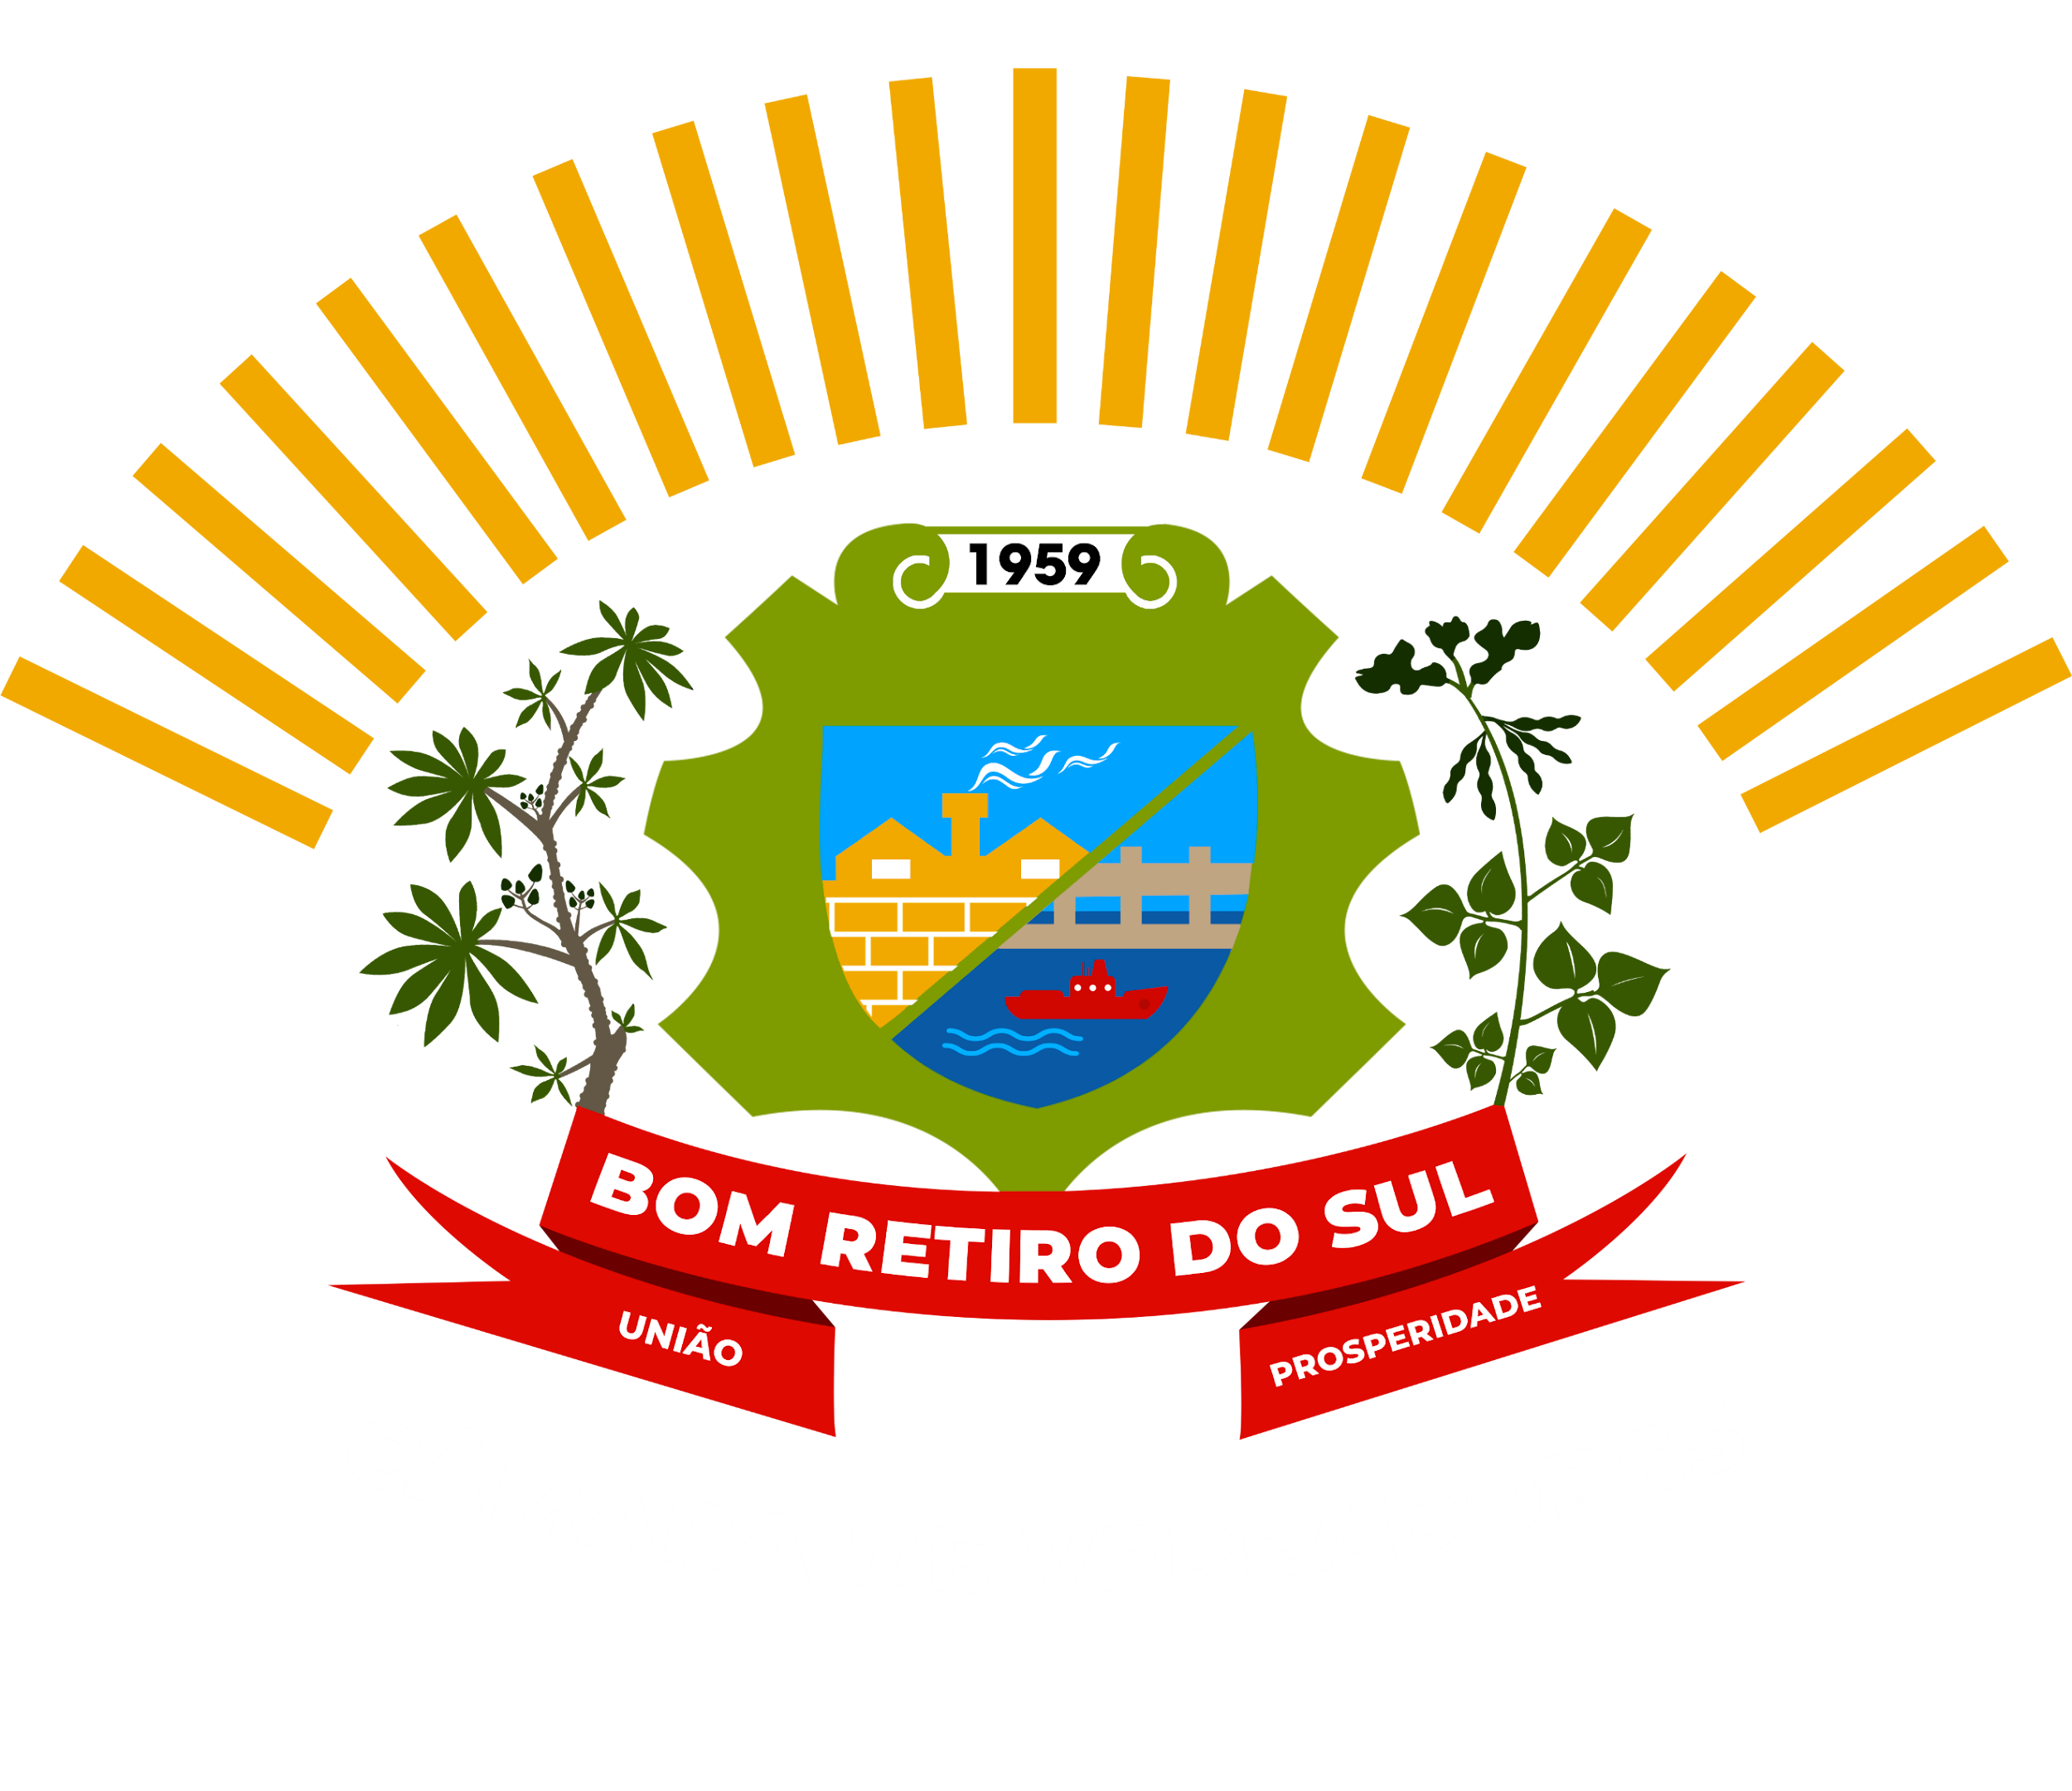 1959
BOM RETIRO DO SUL
UNIÃO
PROSPERIDADE